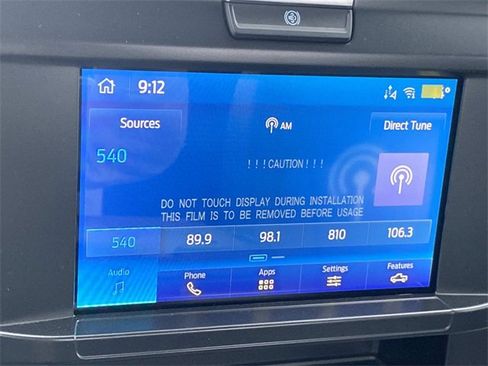 9:12
Sources
AM
Direct Tune
540
!!!CAUTION!!!
DO NOT TOUCH DISPLAY DURING INSTALLATION
THIS FILM IS TO BE REMOVED BEFORE USAGE
540 89.9 98.1 810 106.3
Audio Phone Apps Settings Features